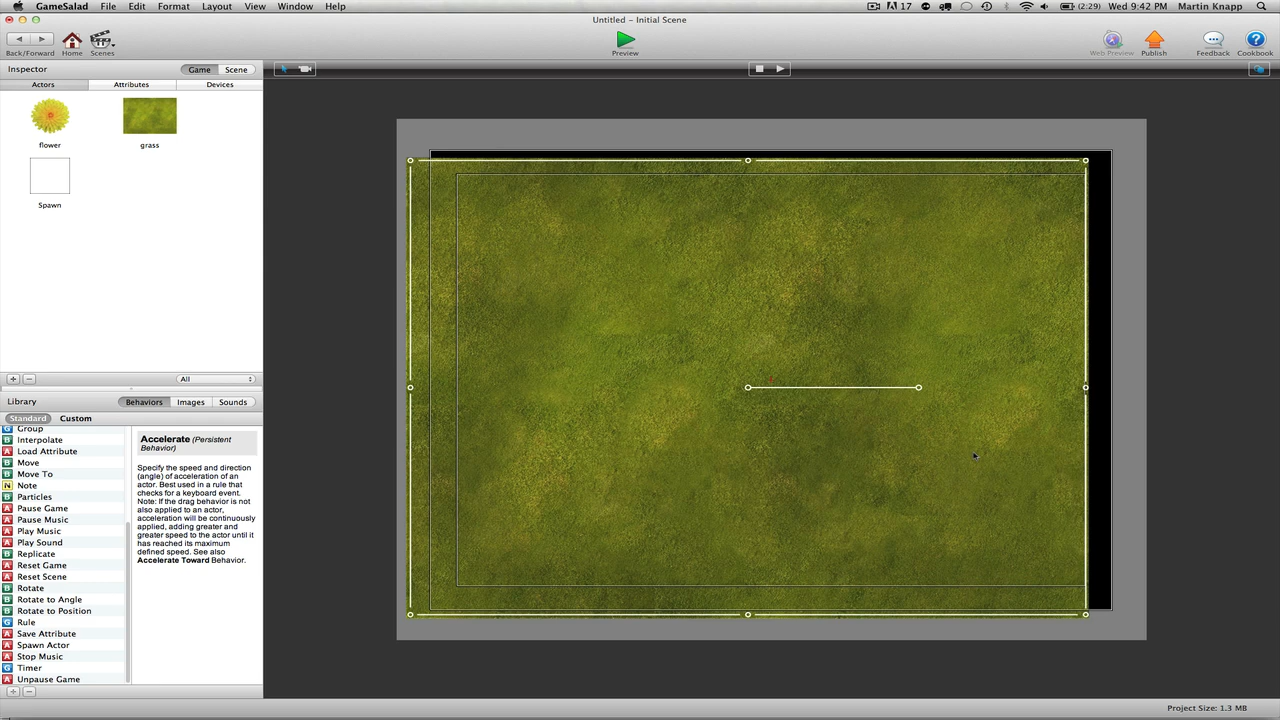 GameSalad File Edit Format Layout View Window Help 17 (2:29) Wed 9:42 PM Martin Knapp
Untitled – Initial Scene
Back/Forward Home Scenes Preview Web Preview Publish Feedback Cookbook
Inspector Game Scene
Actors Attributes Devices
flower grass
Spawn
All
Library Behaviors Images Sounds
Standard Custom
Group
Interpolate
Load Attribute
Move
Move To
Note
Particles
Pause Game
Pause Music
Play Music
Play Sound
Replicate
Reset Game
Reset Scene
Rotate
Rotate to Angle
Rotate to Position
Rule
Save Attribute
Spawn Actor
Stop Music
Timer
Unpause Game
Accelerate (Persistent
Behavior)
Specify the speed and direction
(angle) of acceleration of an
actor. Best used in a rule that
checks for a keyboard event.
Note: If the drag behavior is not
also applied to an actor,
acceleration will be continuously
applied, adding greater and
greater speed to the actor until it
has reached its maximum
defined speed. See also
Accelerate Toward Behavior.
Project Size: 1.3 MB